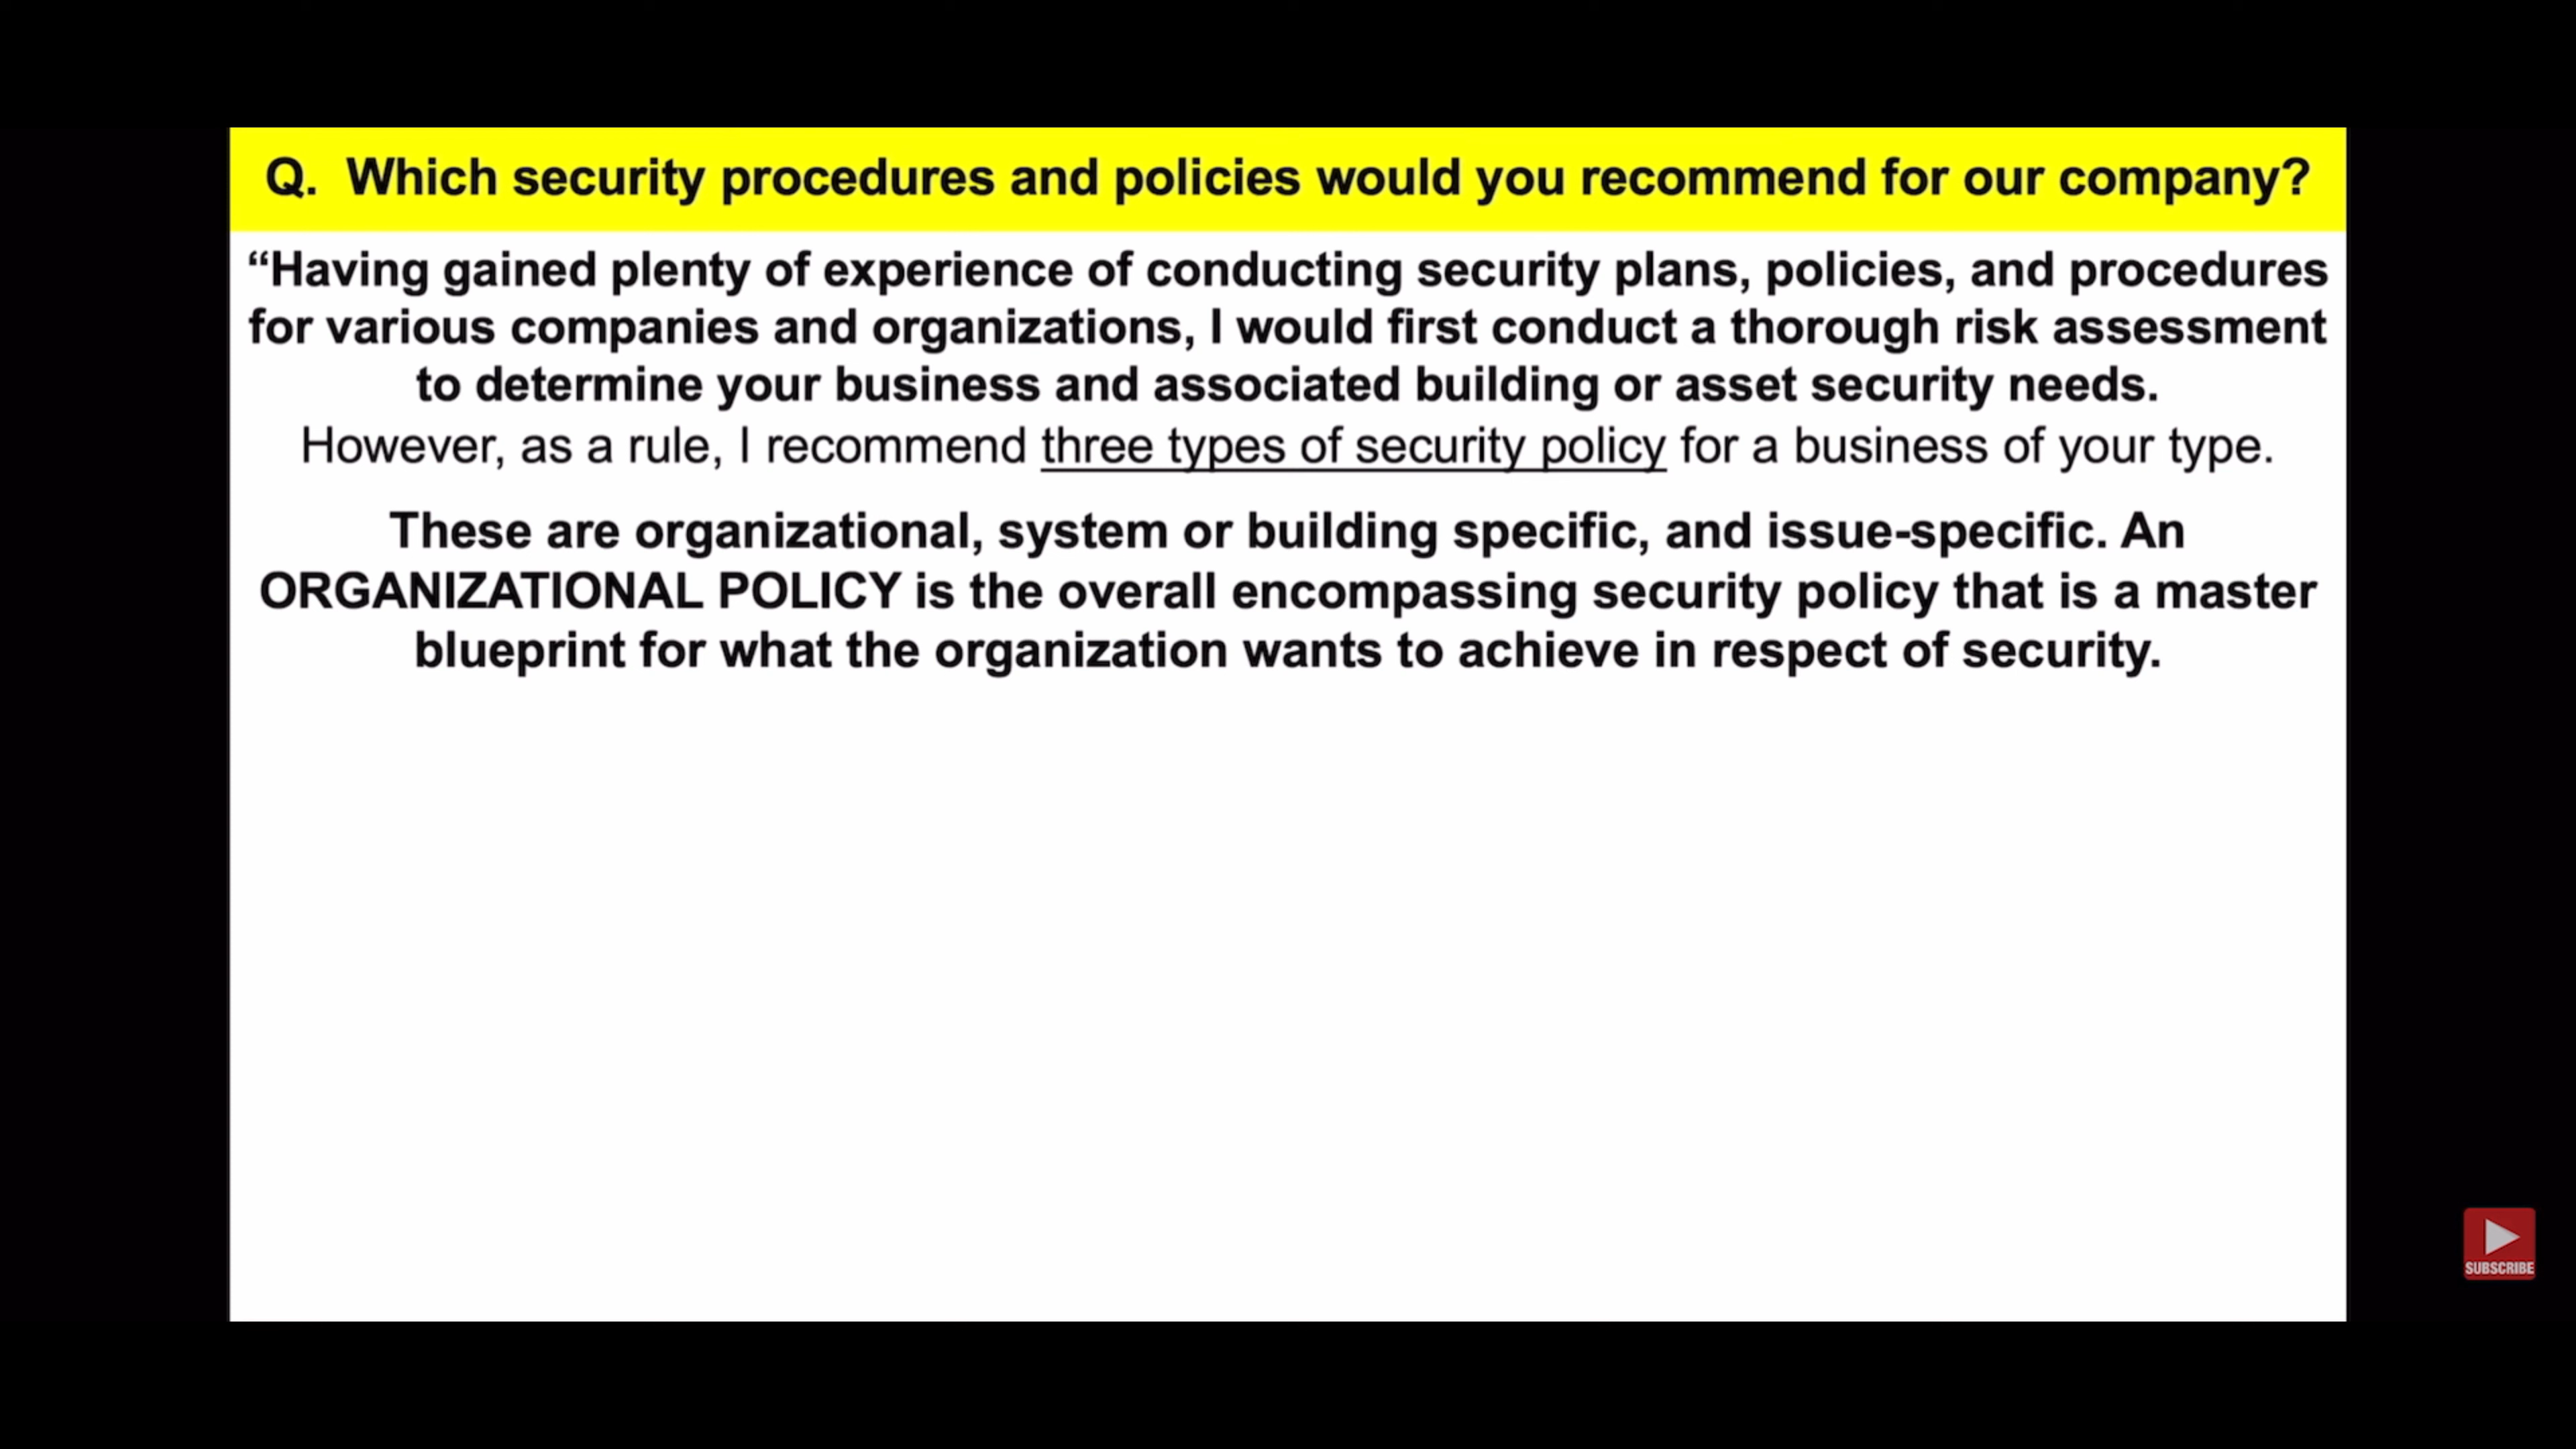 Q. Which security procedures and policies would you recommend for our company?
“Having gained plenty of experience of conducting security plans, policies, and procedures
for various companies and organizations, I would first conduct a thorough risk assessment
to determine your business and associated building or asset security needs.
However, as a rule, I recommend three types of security policy for a business of your type.
These are organizational, system or building specific, and issue-specific. An
ORGANIZATIONAL POLICY is the overall encompassing security policy that is a master
blueprint for what the organization wants to achieve in respect of security.
SUBSCRIBE